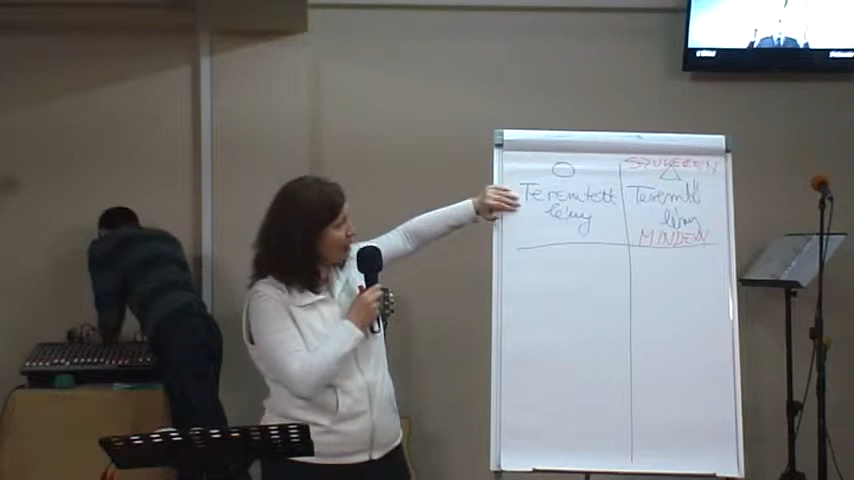 SZUVERÉN
Teremtett
lény
Teremtő
lény
MINDEN